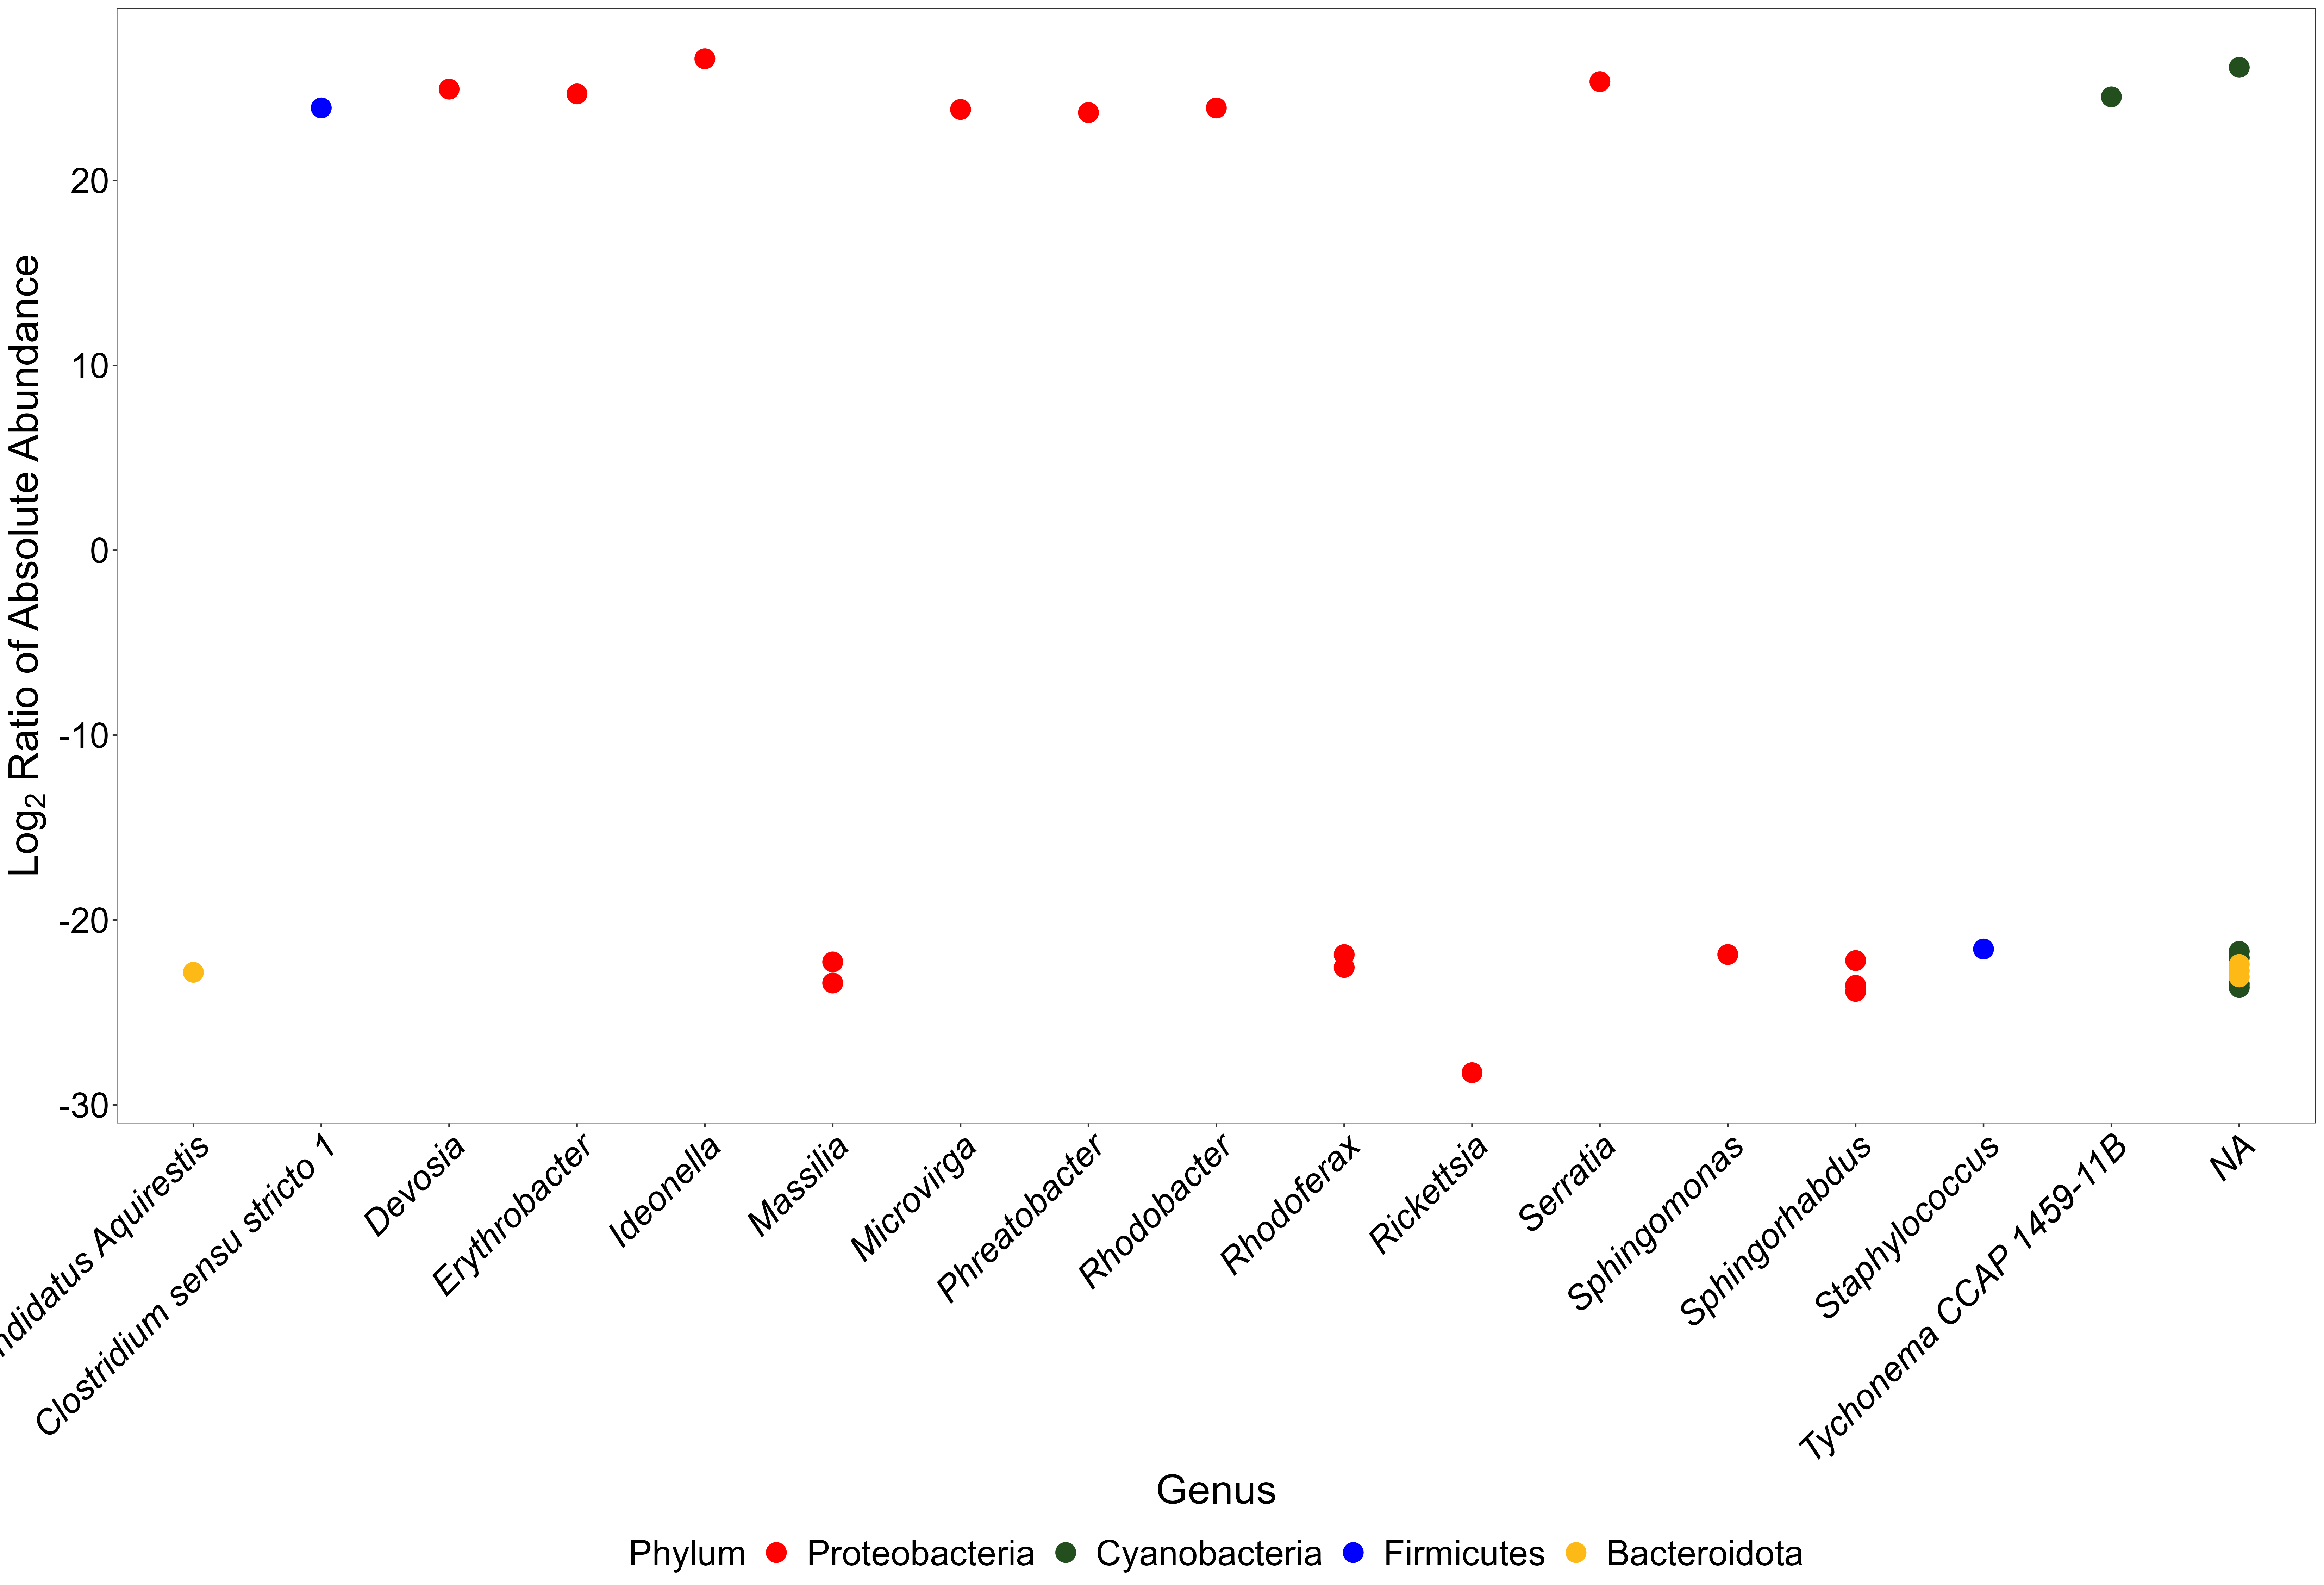 Log2 Ratio of Absolute Abundance
20
10
0
-10
-20
-30
Aquirestis
Clostridium sensu stricto 1
Devosia
Erythrobacter
Ideonella
Massilia
Microvirga
Phreatobacter
Rhodobacter
Rhodoferax
Rickettsia
Serratia
Sphingomonas
Sphingorhabdus
Staphylococcus
Tychonema CCAP 1459-11B
NA
Genus
Phylum Proteobacteria Cyanobacteria Firmicutes Bacteroidota